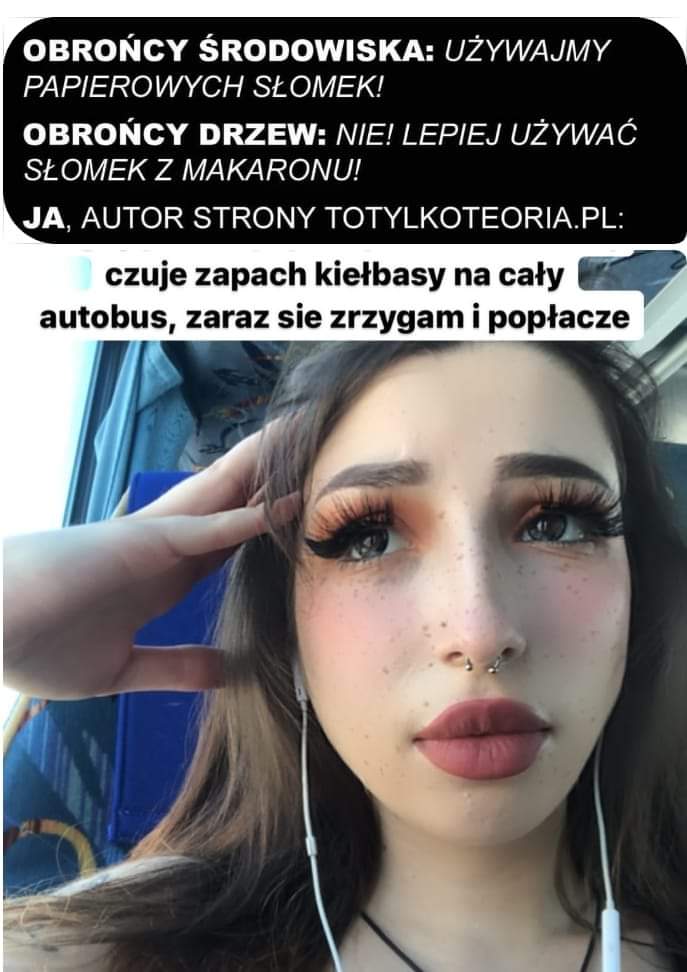 OBROŃCY ŚRODOWISKA: UŻYWAJMY
PAPIEROWYCH SŁOMEK!
OBROŃCY DRZEW: NIE! LEPIEJ UŻYWAĆ
SŁOMEK Z MAKARONU!
JA, AUTOR STRONY TOTYLKOTEORIA.PL:
czuje zapach kiełbasy na cały
autobus, zaraz sie zrzygam i popłacze